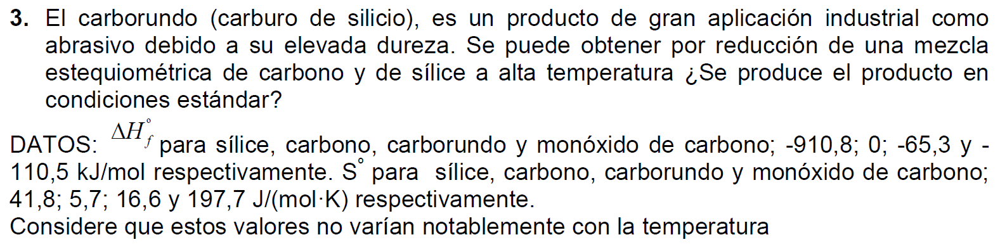 3. El carborundo (carburo de silicio), es un producto de gran aplicación industrial como
abrasivo debido a su elevada dureza. Se puede obtener por reducción de una mezcla
estequiométrica de carbono y de sílice a alta temperatura ¿Se produce el producto en
condiciones estándar?
DATOS: ΔH°f para sílice, carbono, carborundo y monóxido de carbono; -910,8; 0; -65,3 y -
110,5 kJ/mol respectivamente. S° para sílice, carbono, carborundo y monóxido de carbono;
41,8; 5,7; 16,6 y 197,7 J/(mol·K) respectivamente.
Considere que estos valores no varían notablemente con la temperatura